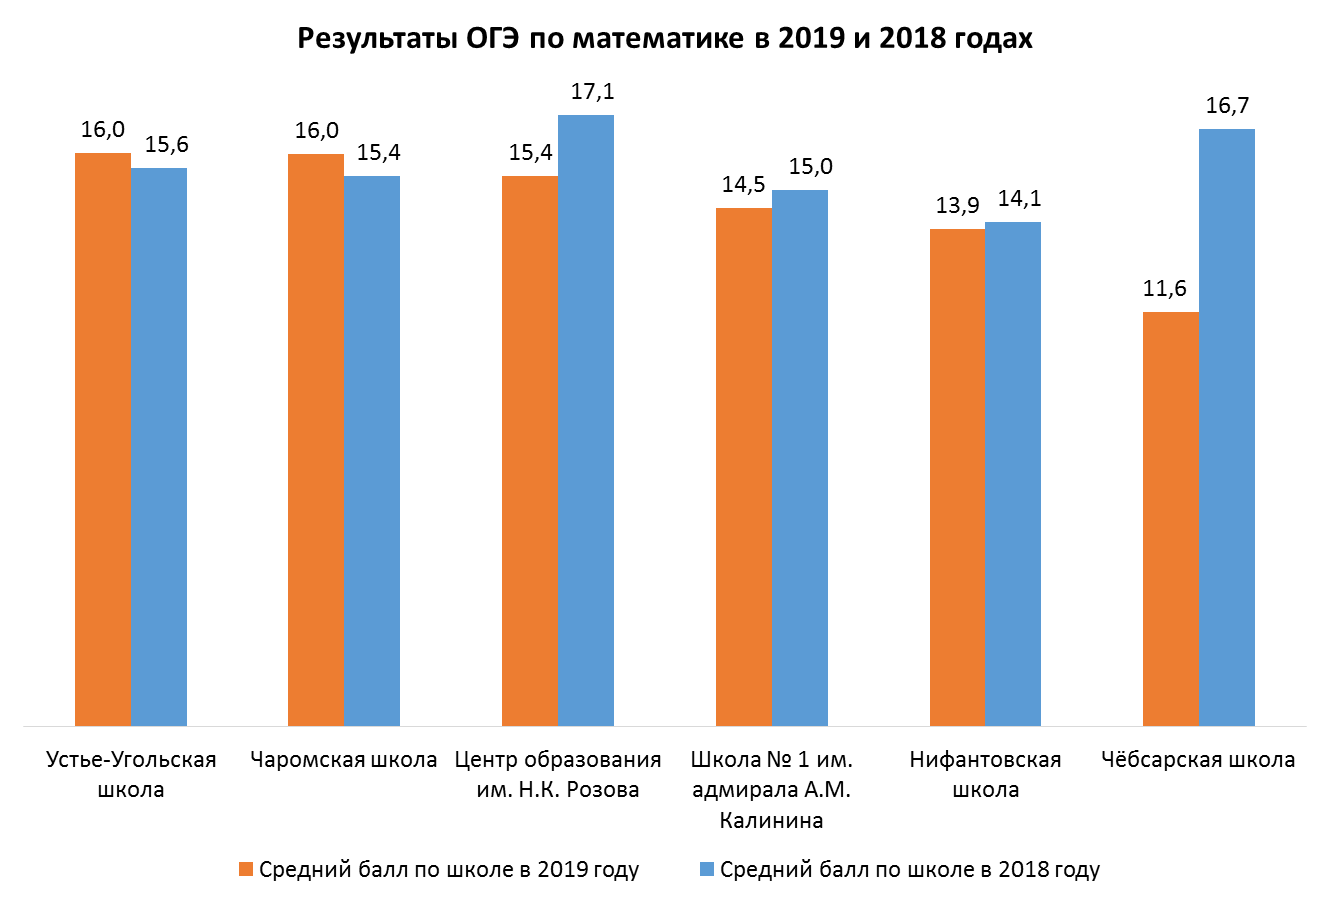 Результаты ОГЭ по математике в 2019 и 2018 годах
16,0
15,6
16,0
15,4
15,4
17,1
14,5
15,0
13,9
14,1
11,6
16,7
Устье-Угольская
школа
Чаромская школа
Центр образования
им. Н.К. Розова
Школа № 1 им.
адмирала А.М.
Калинина
Нифантовская
школа
Чёбсарская школа
Средний балл по школе в 2019 году
Средний балл по школе в 2018 году